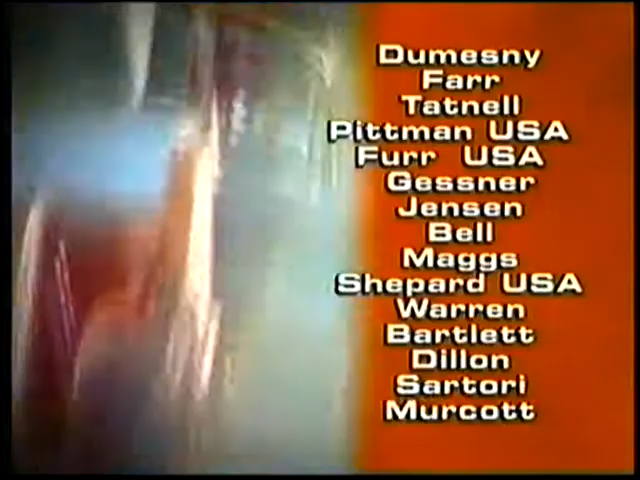 Dumesny
Farr
Tatnell
Pittman USA
Furr USA
Gessner
Jensen
Bell
Maggs
Shepard USA
Warren
Bartlett
Dillon
Sartori
Murcott